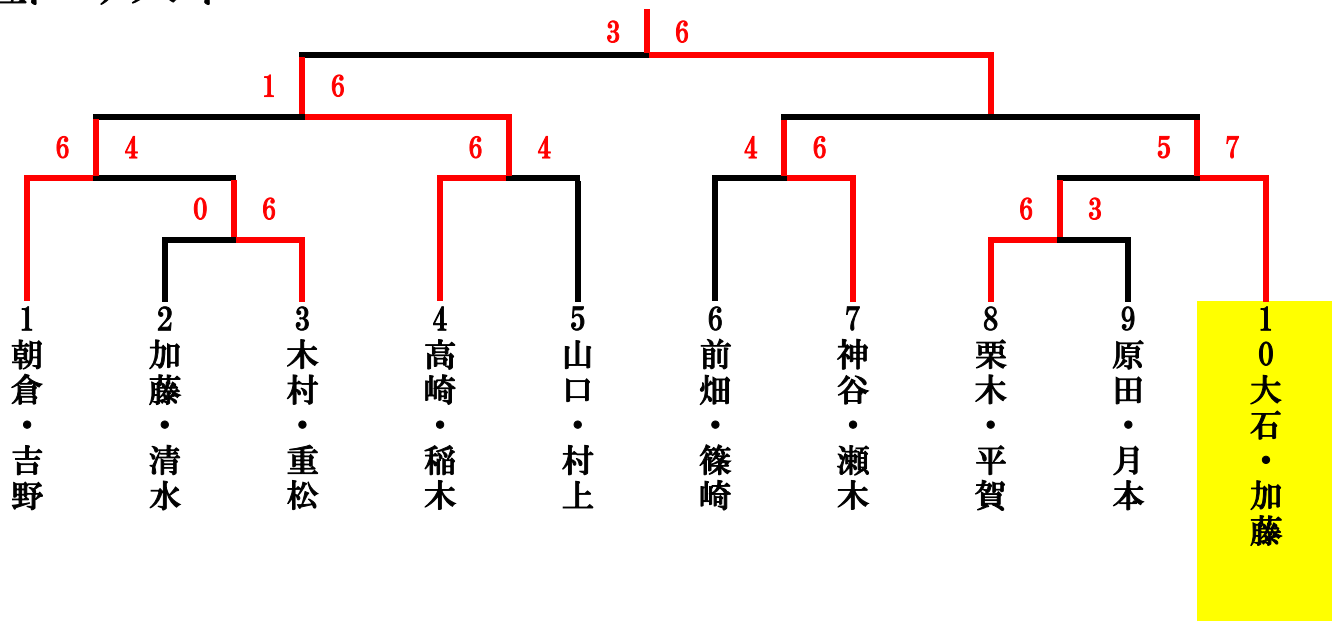 3 6
1 6
6 4
6 4
4 6
5 7
0 6
6 3
1朝倉・吉野
2加藤・清水
3木村・重松
4高崎・稲木
5山口・村上
6前畑・篠崎
7神谷・瀬木
8栗木・平賀
9原田・月本
10大石・加藤